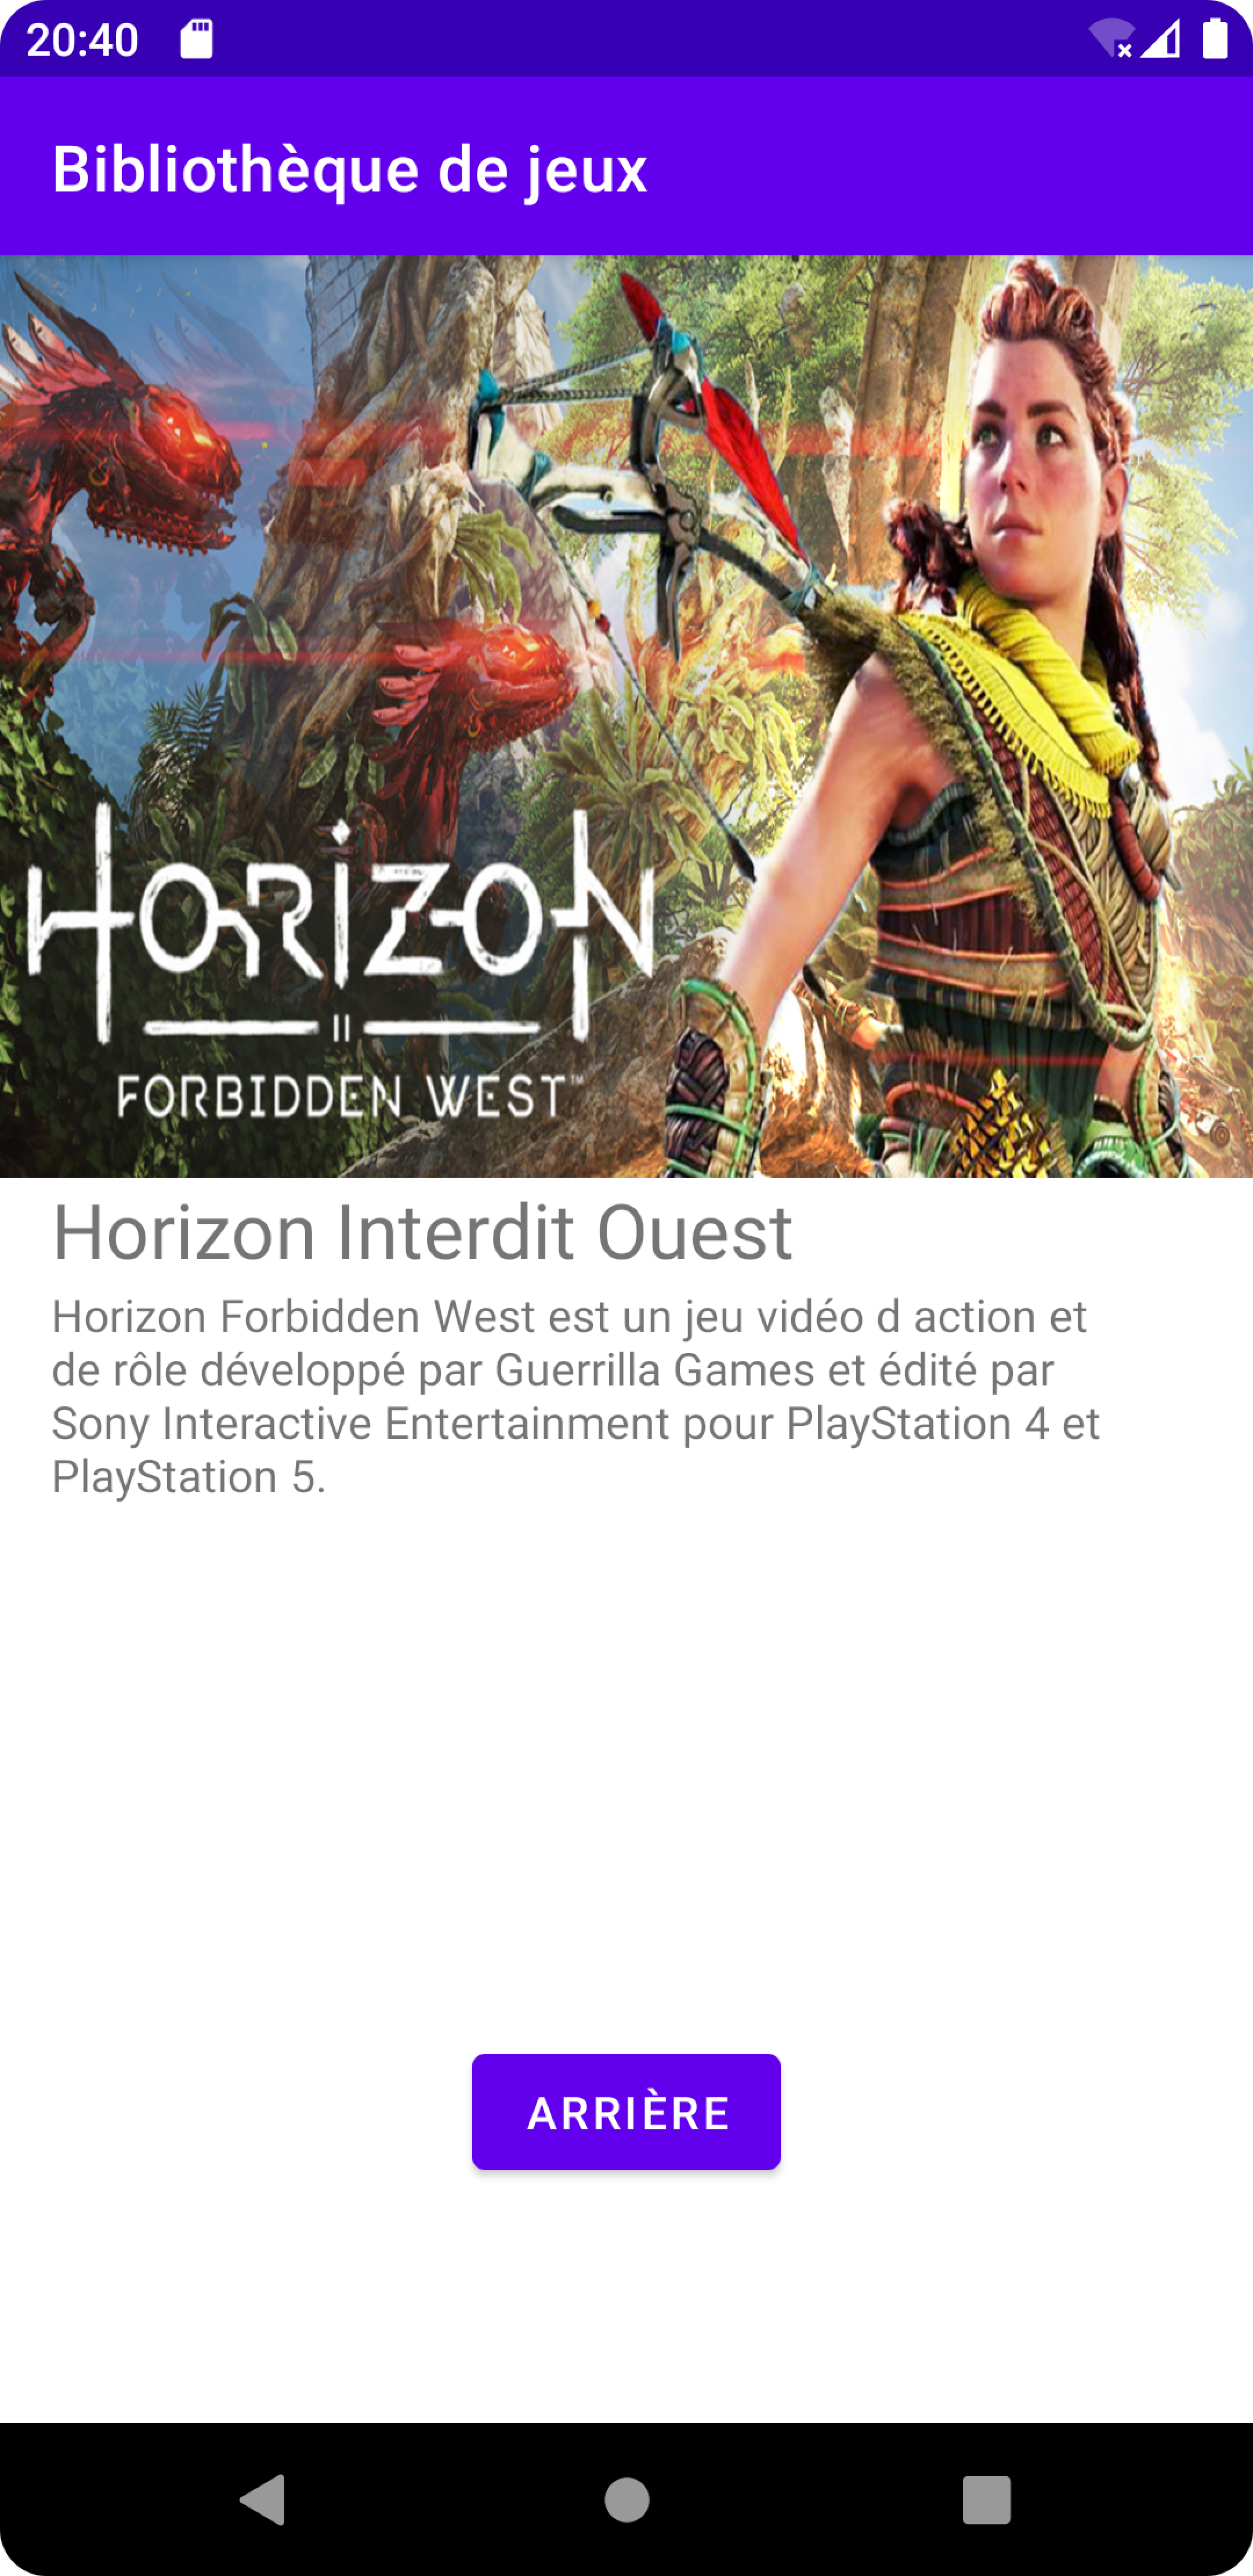 20:40
Bibliothèque de jeux
HORIZON
FORBIDDEN WEST™
Horizon Interdit Ouest
Horizon Forbidden West est un jeu vidéo d action et
de rôle développé par Guerrilla Games et édité par
Sony Interactive Entertainment pour PlayStation 4 et
PlayStation 5.
ARRIÈRE